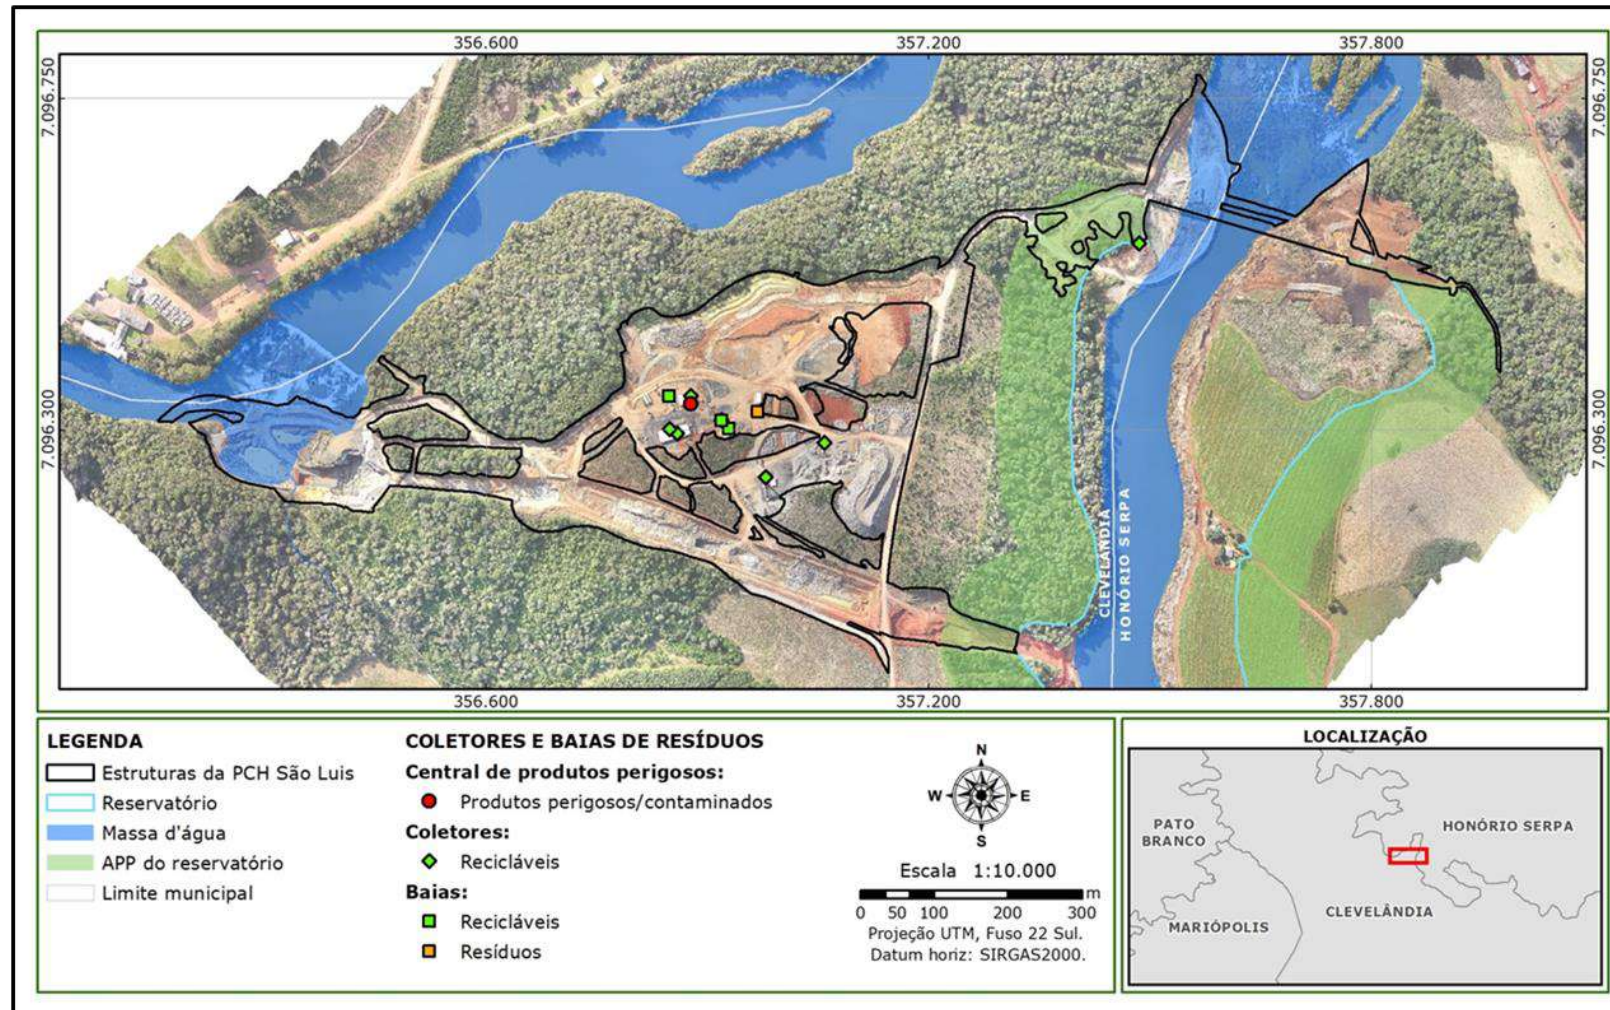 356.600 357.200 357.800
7.096.750 7.096.750
7.096.300 7.096.300
CLEVELÂNDIA
HONÓRIO SERPA
356.600 357.200 357.800
LEGENDA
Estruturas da PCH São Luis
Reservatório
Massa d'água
APP do reservatório
Limite municipal
COLETORES E BAIAS DE RESÍDUOS
Central de produtos perigosos:
Produtos perigosos/contaminados
Coletores:
Recicláveis
Baias:
Recicláveis
Resíduos
N
W E
S
Escala 1:10.000
m
0 50 100 200 300
Projeção UTM, Fuso 22 Sul.
Datum horiz: SIRGAS2000.
LOCALIZAÇÃO
PATO
BRANCO
HONÓRIO SERPA
CLEVELÂNDIA
MARIÓPOLIS